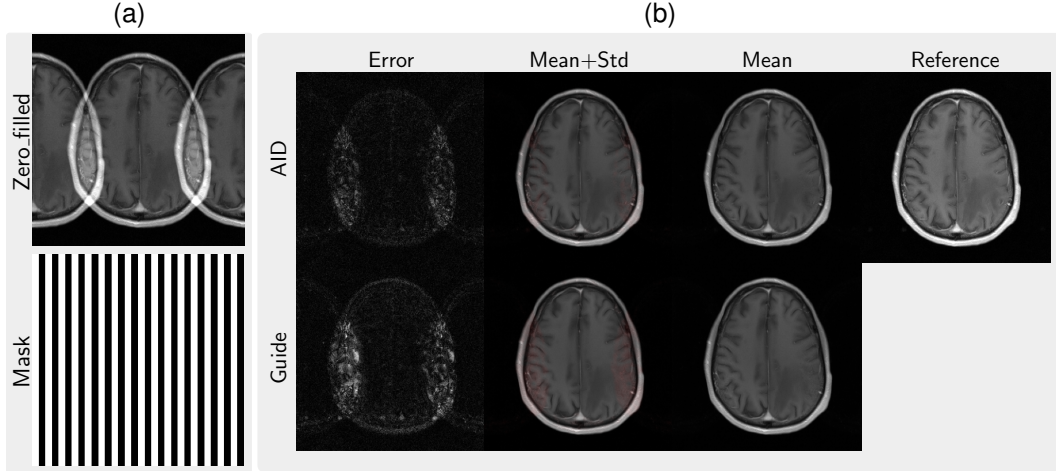 (a)
(b)
Zero_filled
Mask
Error
Mean+Std
Mean
Reference
AID
Guide